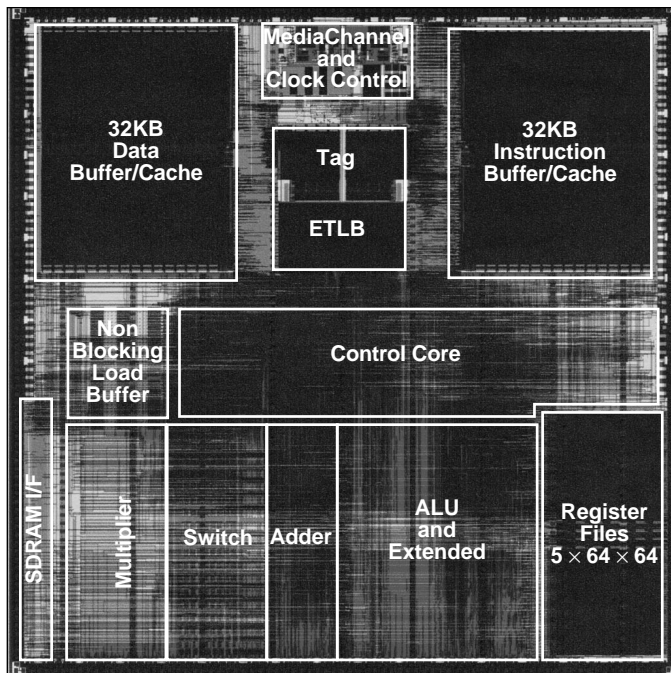 MediaChannel
and
Clock Control
32KB
Data
Buffer/Cache
32KB
Instruction
Buffer/Cache
Tag
ETLB
Non
Blocking
Load
Buffer
Control Core
SDRAM I/F
Multiplier
Switch
Adder
ALU
and
Extended
Register
Files
5 × 64 × 64